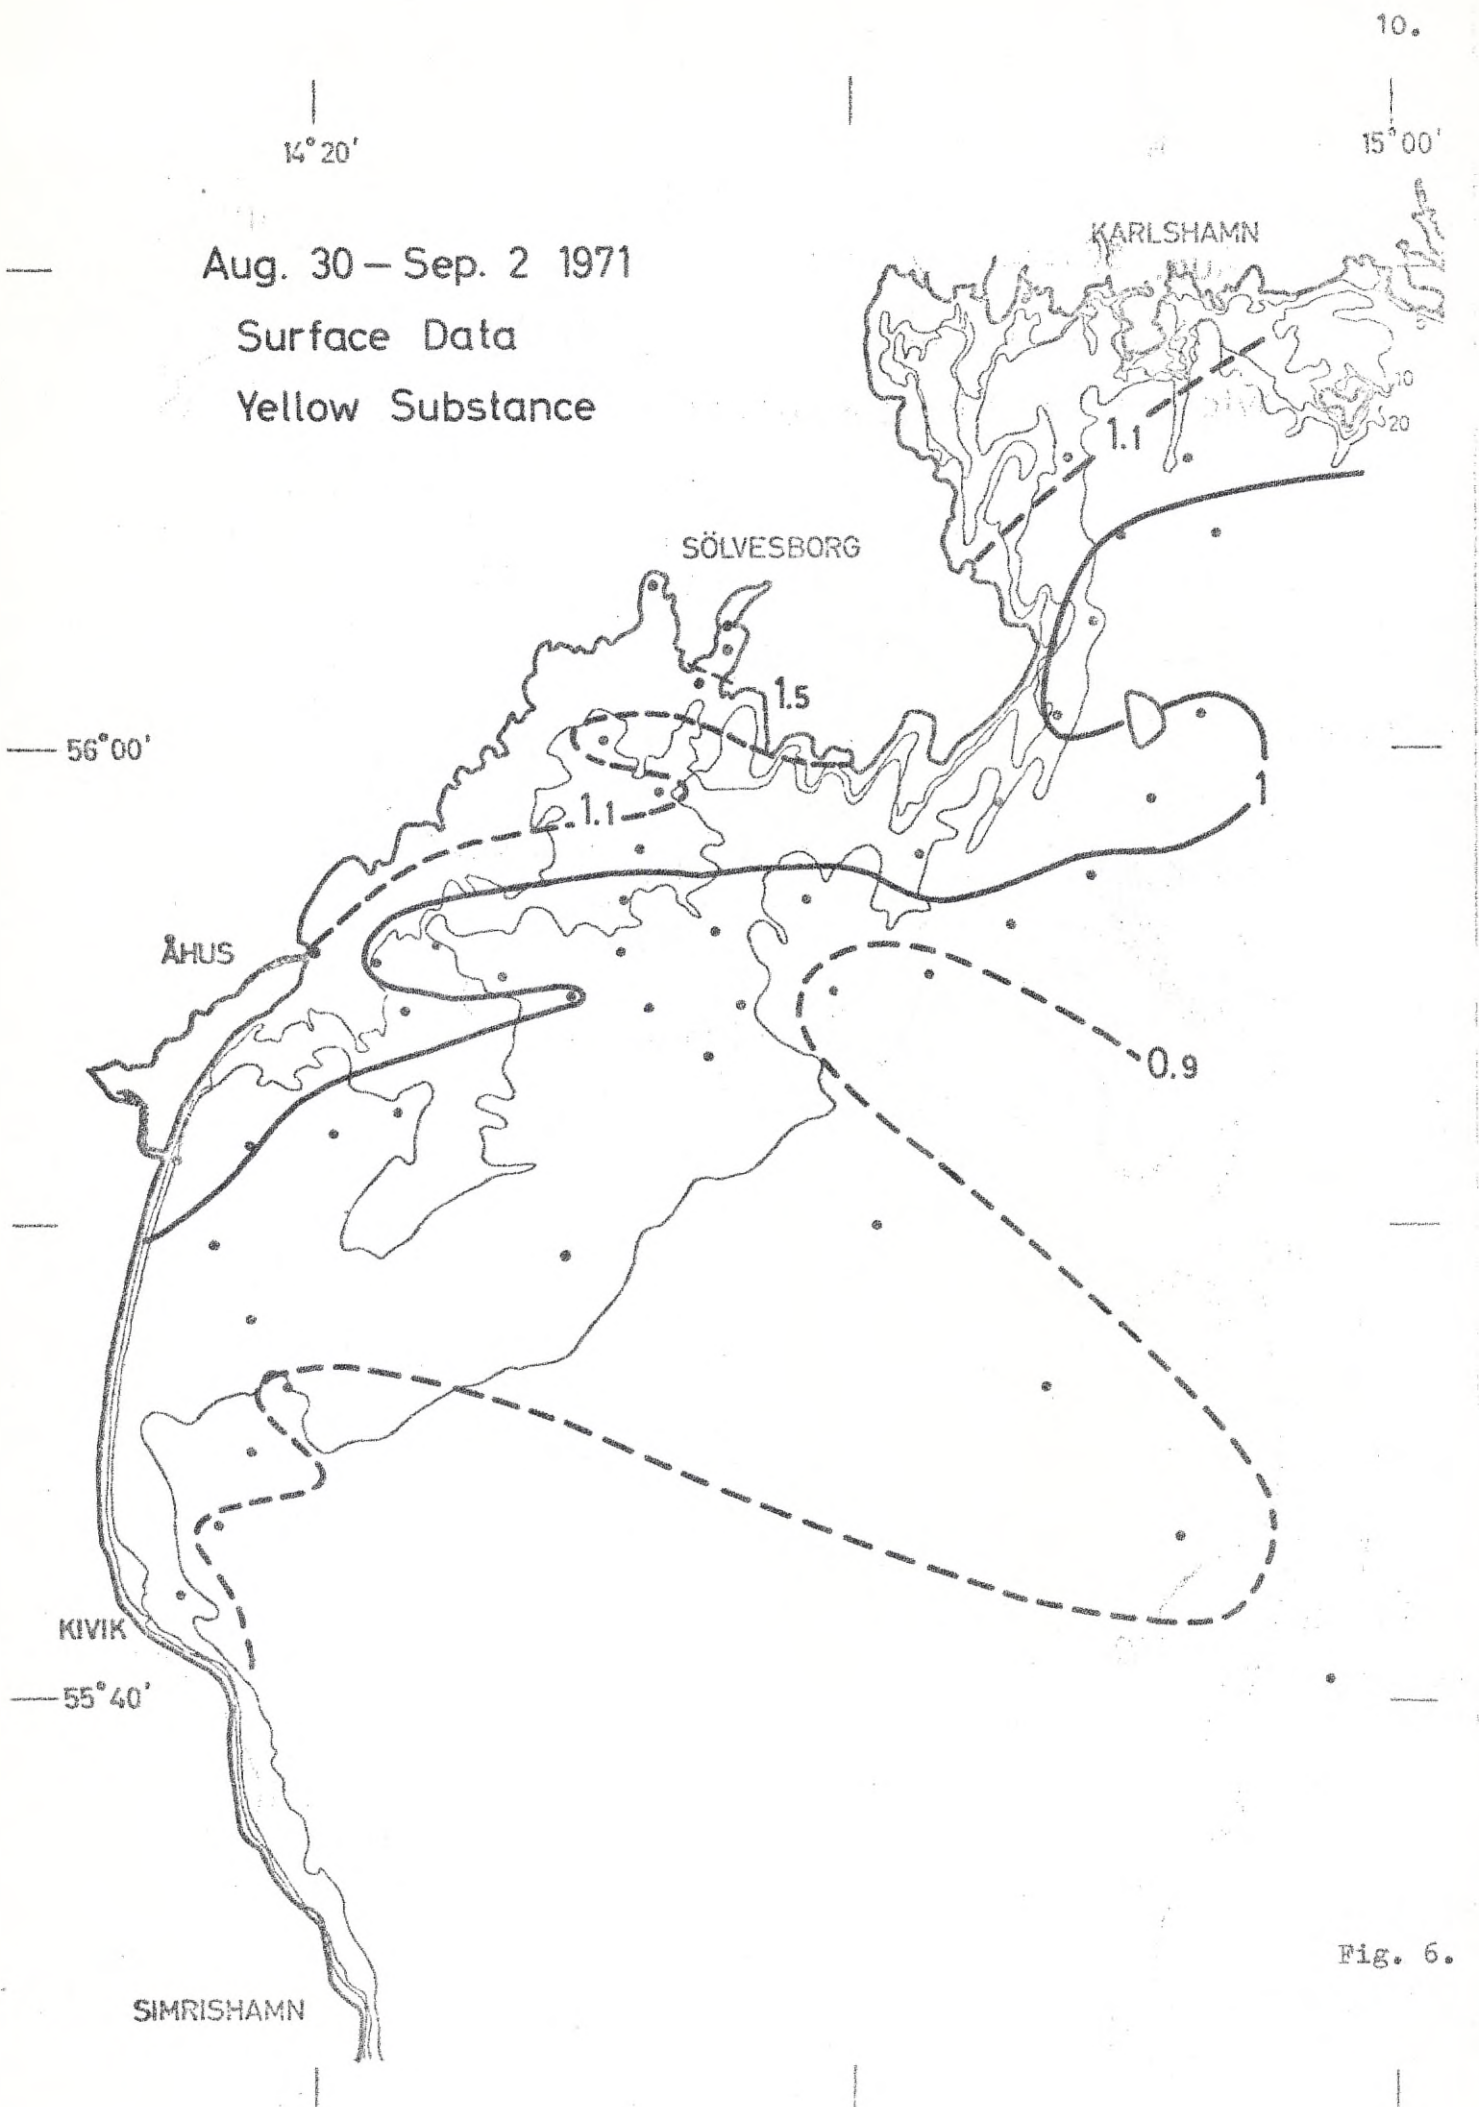 10.
14°20'
15°00'
KARLSHAMN
Aug. 30 – Sep. 2 1971
Surface Data
Yellow Substance
10
20
1.1
SÖLVESBORG
1.5
56°00'
1
1.1
ÅHUS
0.9
KIVIK
55°40'
Fig. 6.
SIMRISHAMN